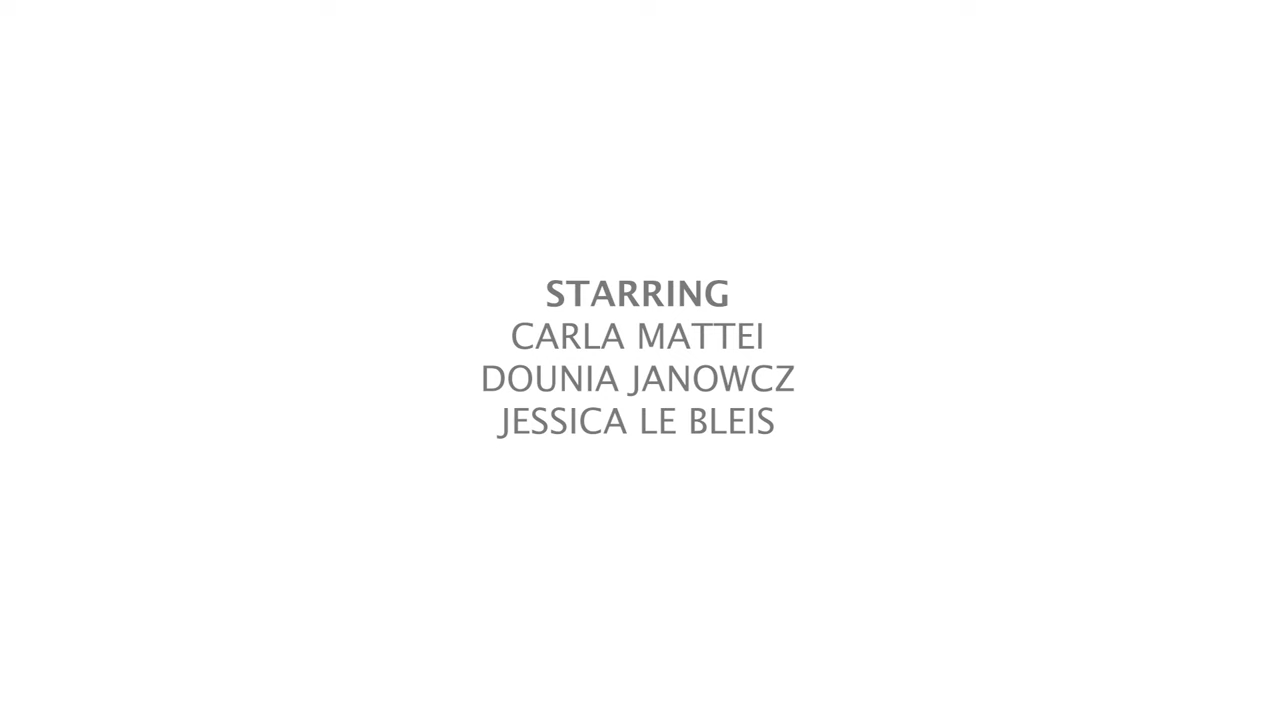 STARRING
CARLA MATTEI
DOUNIA JANOWCZ
JESSICA LE BLEIS